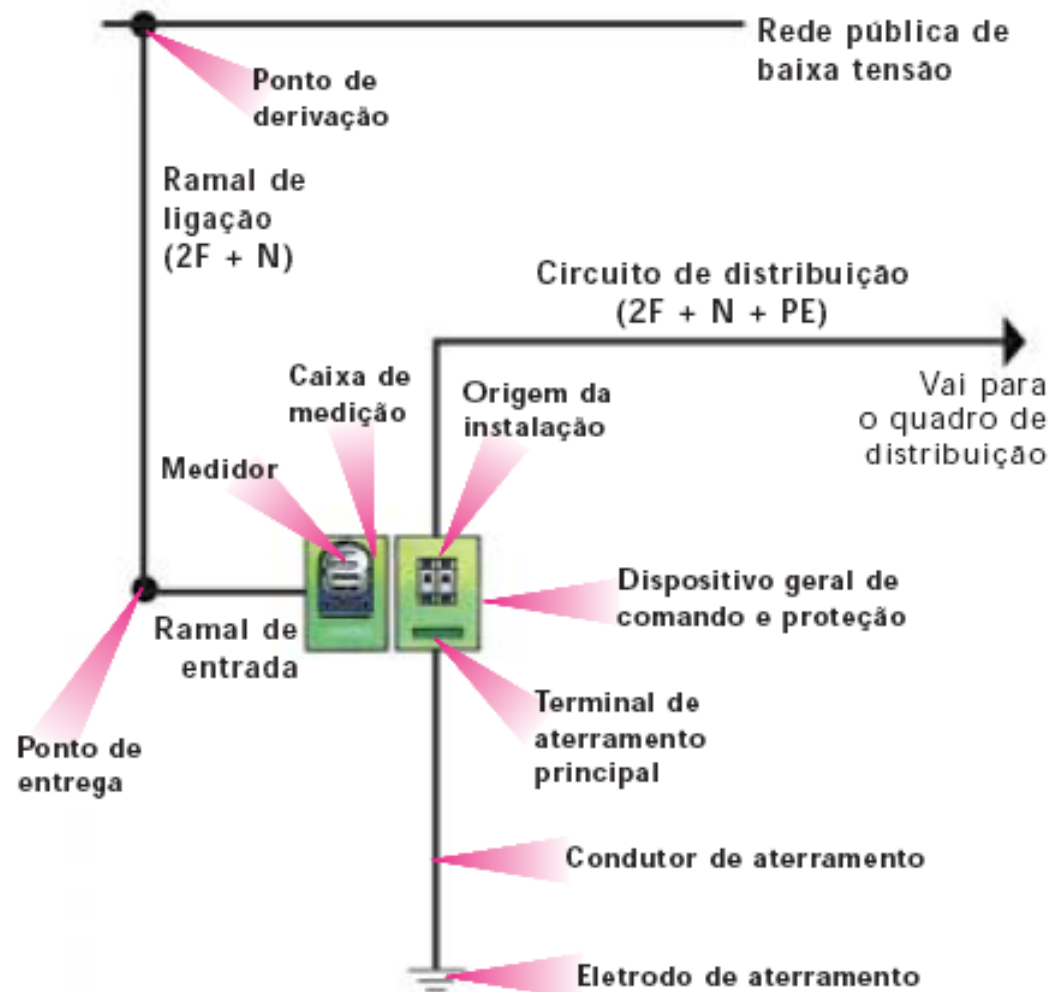 Rede pública de
baixa tensão
Ponto de
derivação
Ramal de
ligação
(2F + N)
Circuito de distribuição
(2F + N + PE)
Vai para
o quadro de
distribuição
Caixa de
medição
Origem da
instalação
Medidor
Dispositivo geral de
comando e proteção
Ramal de
entrada
Terminal de
aterramento
principal
Ponto de
entrega
Condutor de aterramento
Eletrodo de aterramento